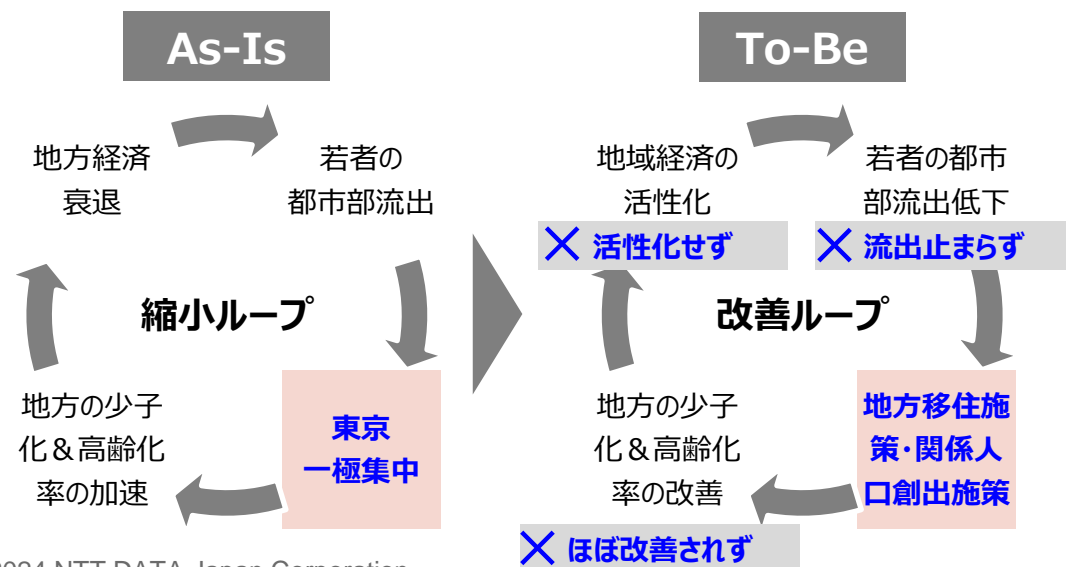 As-Is
地方経済
衰退
若者の
都市部流出
縮小ループ
地方の少子
化＆高齢化
率の加速
東京
一極集中
To-Be
地域経済の
活性化
✕ 活性化せず
若者の都市
部流出低下
✕ 流出止まらず
改善ループ
地方の少子
化＆高齢化
率の改善
✕ ほぼ改善されず
地方移住施
策・関係人
口創出施策
2024 NTT DATA Japan Corporation